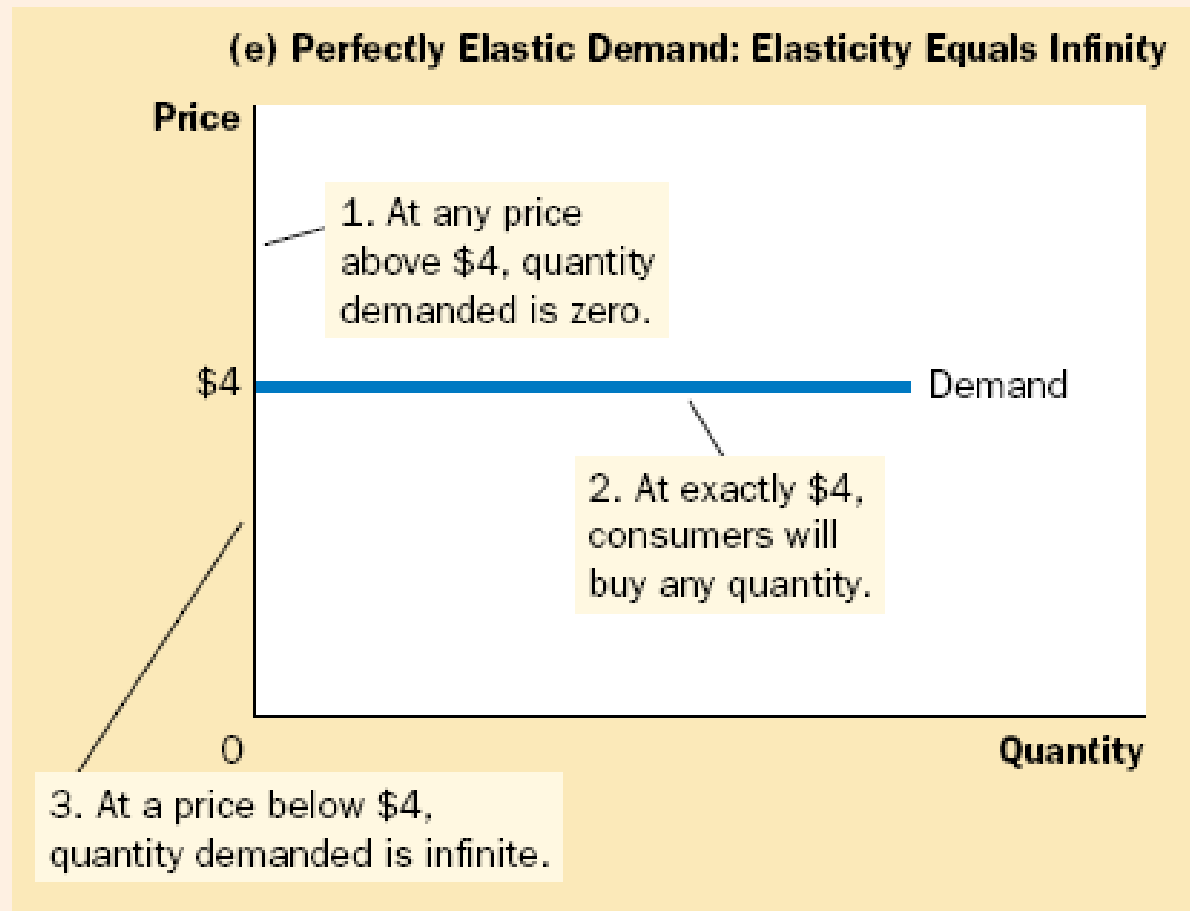 (e) Perfectly Elastic Demand: Elasticity Equals Infinity
Price
1. At any price
above $4, quantity
demanded is zero.
$4
Demand
2. At exactly $4,
consumers will
buy any quantity.
0
Quantity
3. At a price below $4,
quantity demanded is infinite.